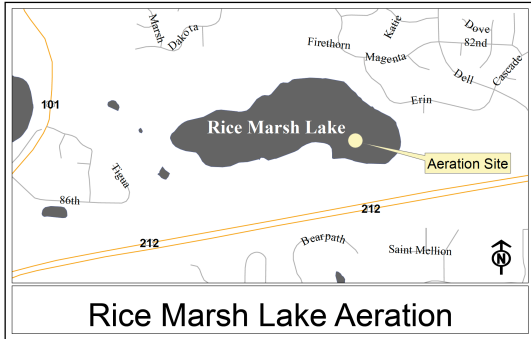 Marsh
Dakota
Katie
Dove
82nd
Firethorn
Magenta
Cascade
Dell
Erin
101
Rice Marsh Lake
Aeration Site
Tigua
86th
212
212
Bearpath
Saint Mellion
N
Rice Marsh Lake Aeration